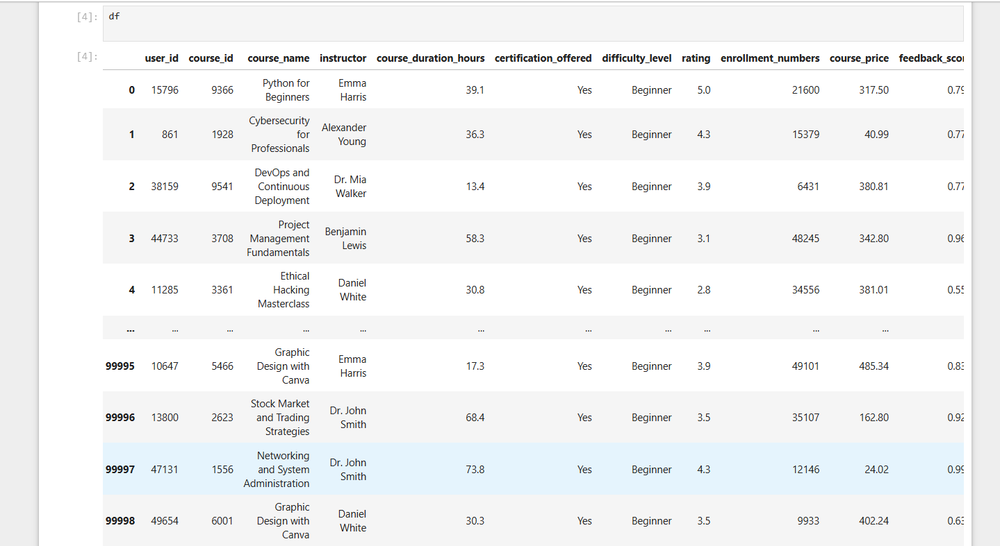 [4]: df
[4]:
user_id course_id course_name instructor course_duration_hours certification_offered difficulty_level rating enrollment_numbers course_price feedback_scor
0 15796 9366 Python for Beginners Emma Harris 39.1 Yes Beginner 5.0 21600 317.50 0.79
1 861 1928 Cybersecurity for Professionals Alexander Young 36.3 Yes Beginner 4.3 15379 40.99 0.77
2 38159 9541 DevOps and Continuous Deployment Dr. Mia Walker 13.4 Yes Beginner 3.9 6431 380.81 0.77
3 44733 3708 Project Management Fundamentals Benjamin Lewis 58.3 Yes Beginner 3.1 48245 342.80 0.96
4 11285 3361 Ethical Hacking Masterclass Daniel White 30.8 Yes Beginner 2.8 34556 381.01 0.55
... ... ... ... ... ... ... ... ... ... ...
99995 10647 5466 Graphic Design with Canva Emma Harris 17.3 Yes Beginner 3.9 49101 485.34 0.83
99996 13800 2623 Stock Market and Trading Strategies Dr. John Smith 68.4 Yes Beginner 3.5 35107 162.80 0.92
99997 47131 1556 Networking and System Administration Dr. John Smith 73.8 Yes Beginner 4.3 12146 24.02 0.99
99998 49654 6001 Graphic Design with Canva Daniel White 30.3 Yes Beginner 3.5 9933 402.24 0.63